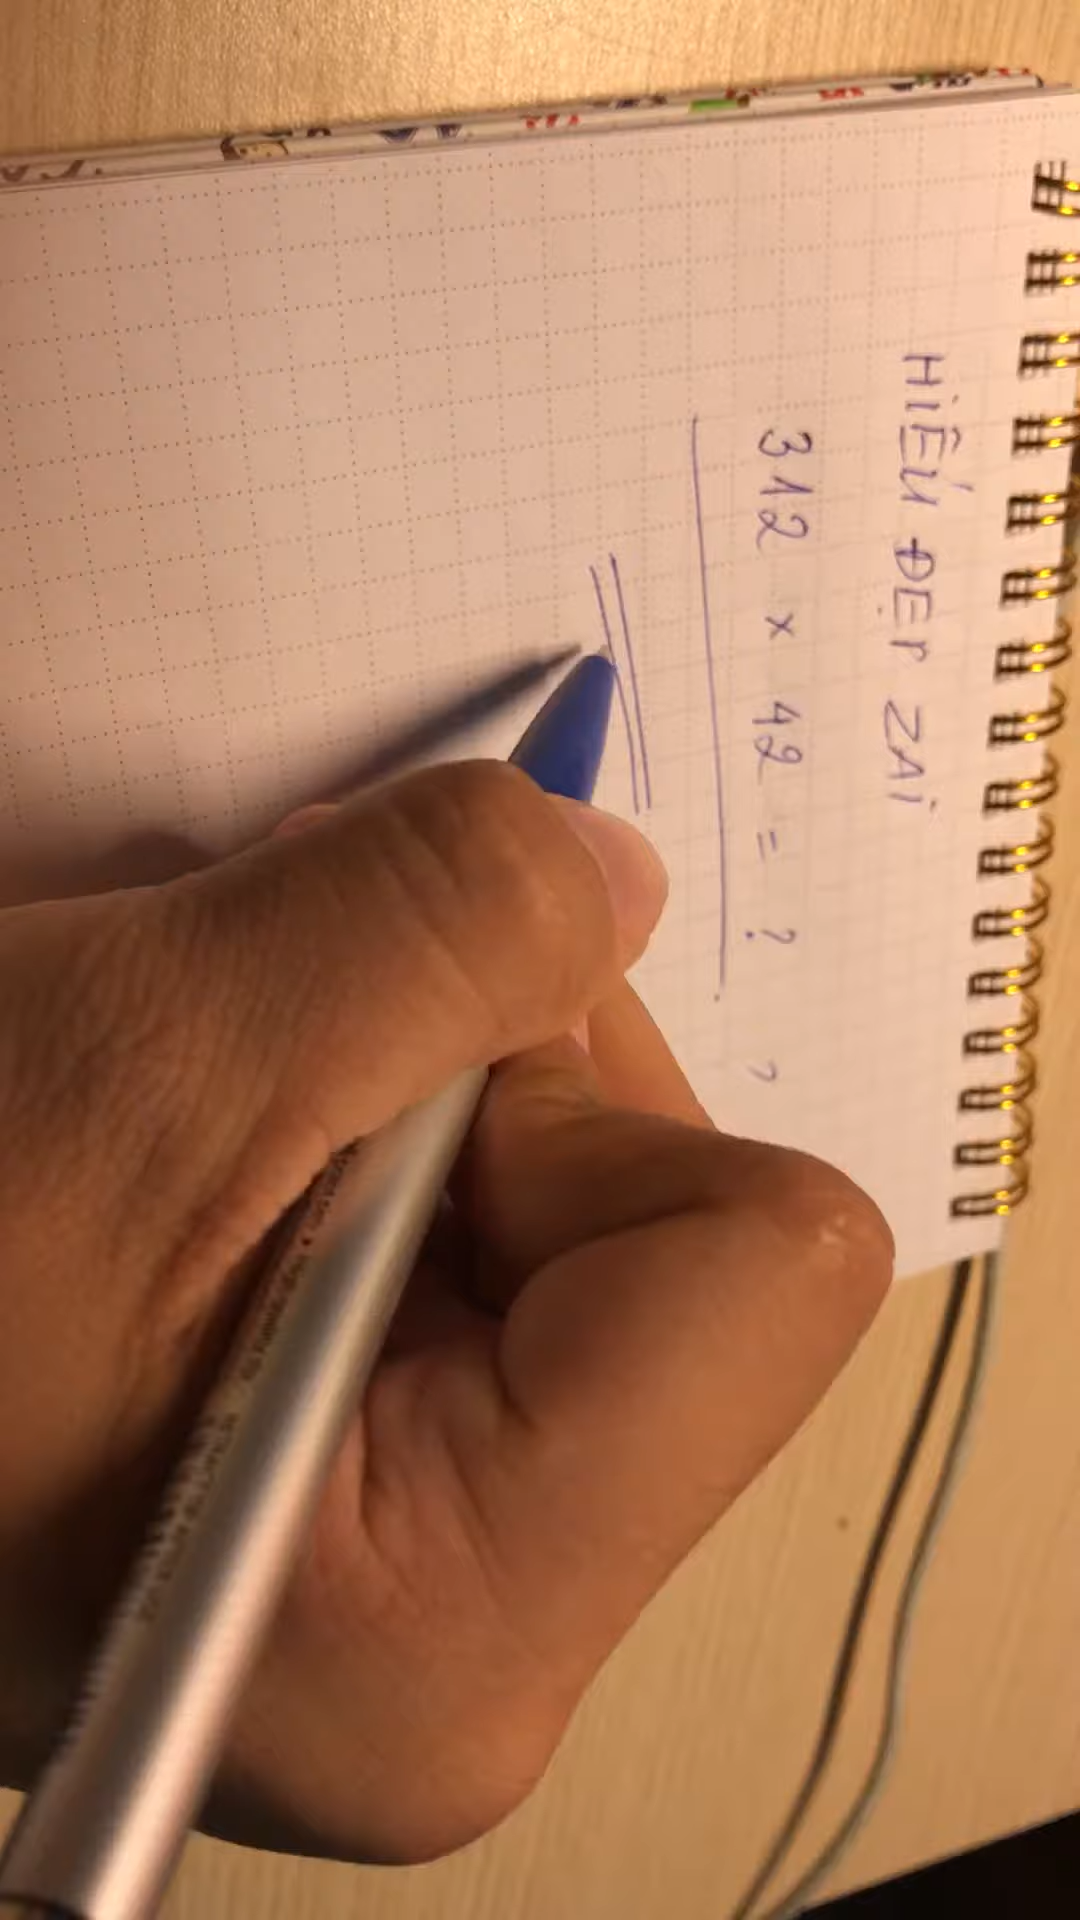 HIẾU ĐẸP ZAI
312 × 42 = ?